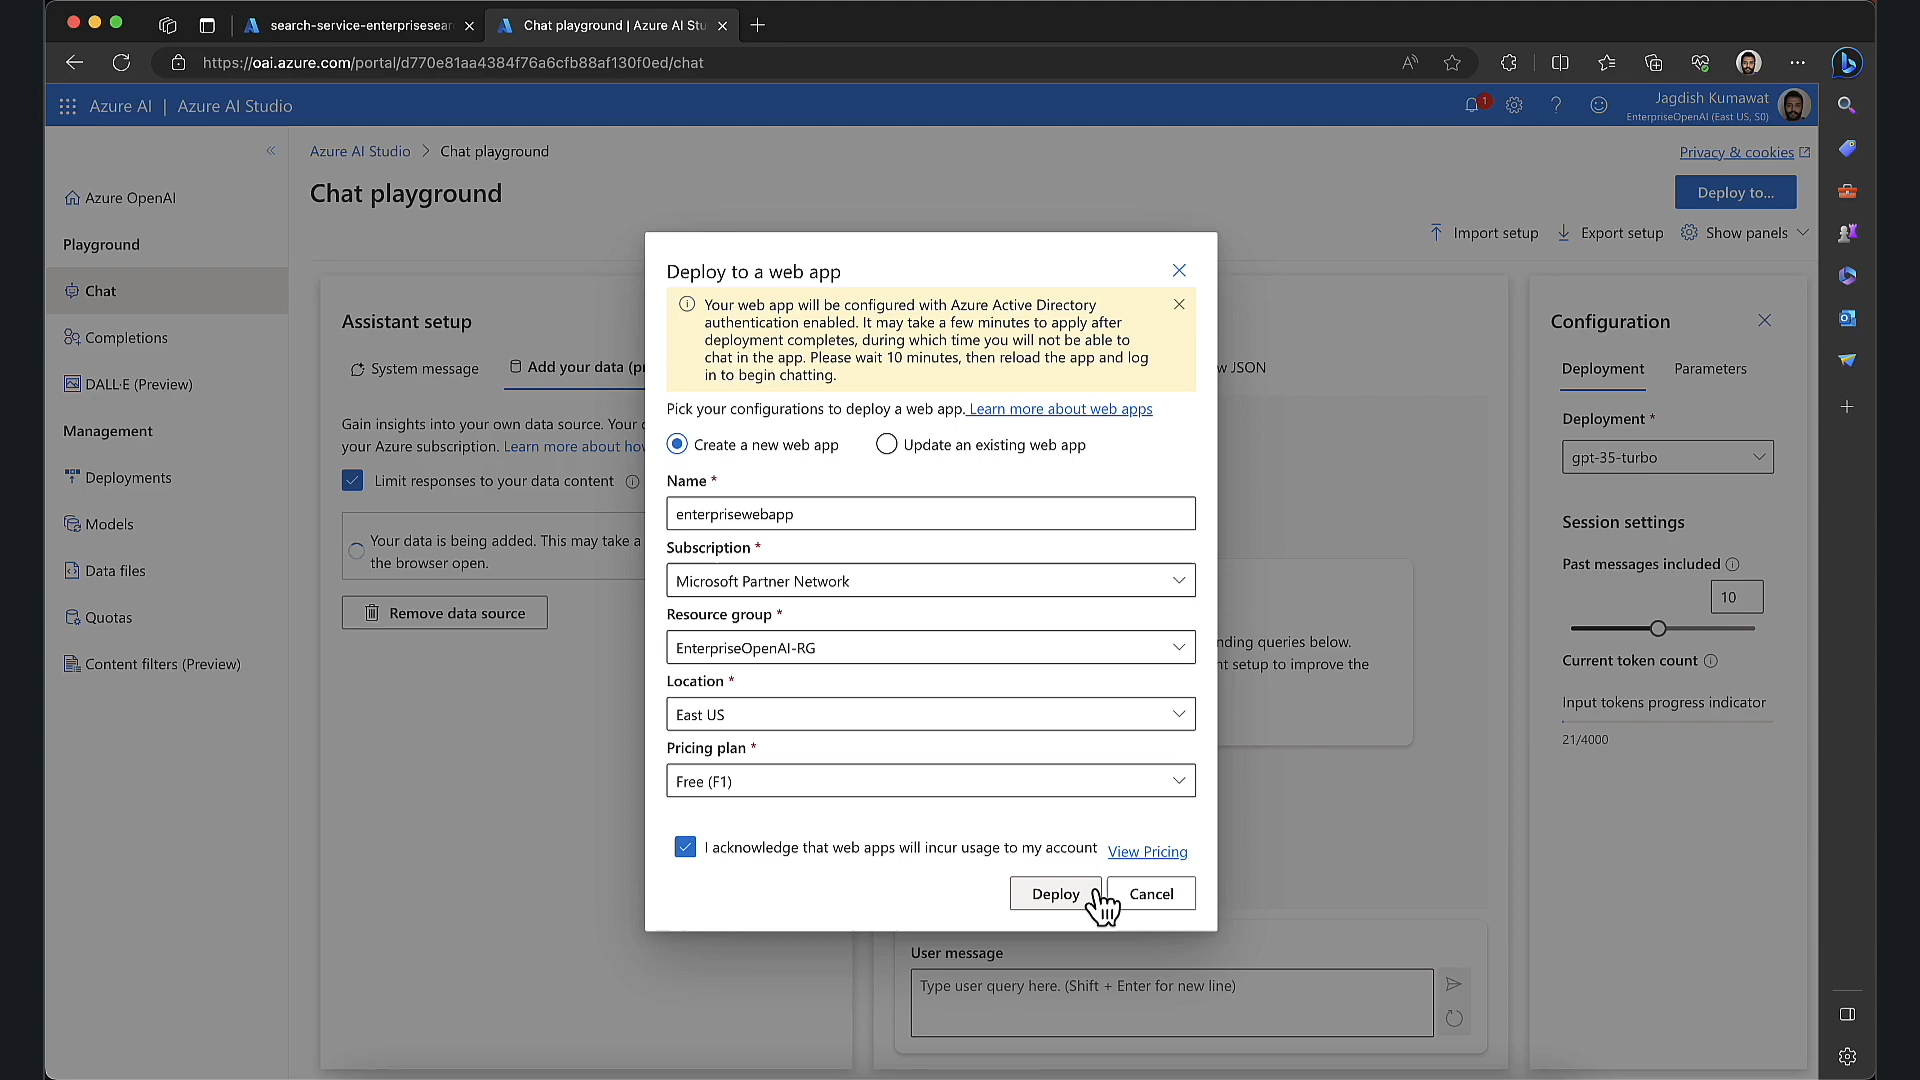 search-service-enterprisesear
Chat playground | Azure AI Stu
https://oai.azure.com/portal/d770e81aa4384f76a6cfb88af130f0ed/chat
Azure AI | Azure AI Studio
1
Jagdish Kumawat
EnterpriseOpenAI (East US, S0)
Azure AI Studio > Chat playground
Privacy & cookies
Chat playground
Deploy to...
Import setup
Export setup
Show panels
Azure OpenAI
Playground
Chat
Completions
DALL·E (Preview)
Management
Deployments
Models
Data files
Quotas
Content filters (Preview)
Assistant setup
System message
Add your data (pr
Gain insights into your own data source. Your d
your Azure subscription. Learn more about how
Limit responses to your data content
Your data is being added. This may take a
the browser open.
Remove data source
Deploy to a web app
Your web app will be configured with Azure Active Directory
authentication enabled. It may take a few minutes to apply after
deployment completes, during which time you will not be able to
chat in the app. Please wait 10 minutes, then reload the app and log
in to begin chatting.
Pick your configurations to deploy a web app. Learn more about web apps
Create a new web app
Update an existing web app
Name *
enterprisewebapp
Subscription *
Microsoft Partner Network
Resource group *
EnterpriseOpenAI-RG
Location *
East US
Pricing plan *
Free (F1)
I acknowledge that web apps will incur usage to my account
View Pricing
Deploy
Cancel
w JSON
nding queries below.
nt setup to improve the
User message
Type user query here. (Shift + Enter for new line)
Configuration
Deployment
Parameters
Deployment *
gpt-35-turbo
Session settings
Past messages included
10
Current token count
Input tokens progress indicator
21/4000